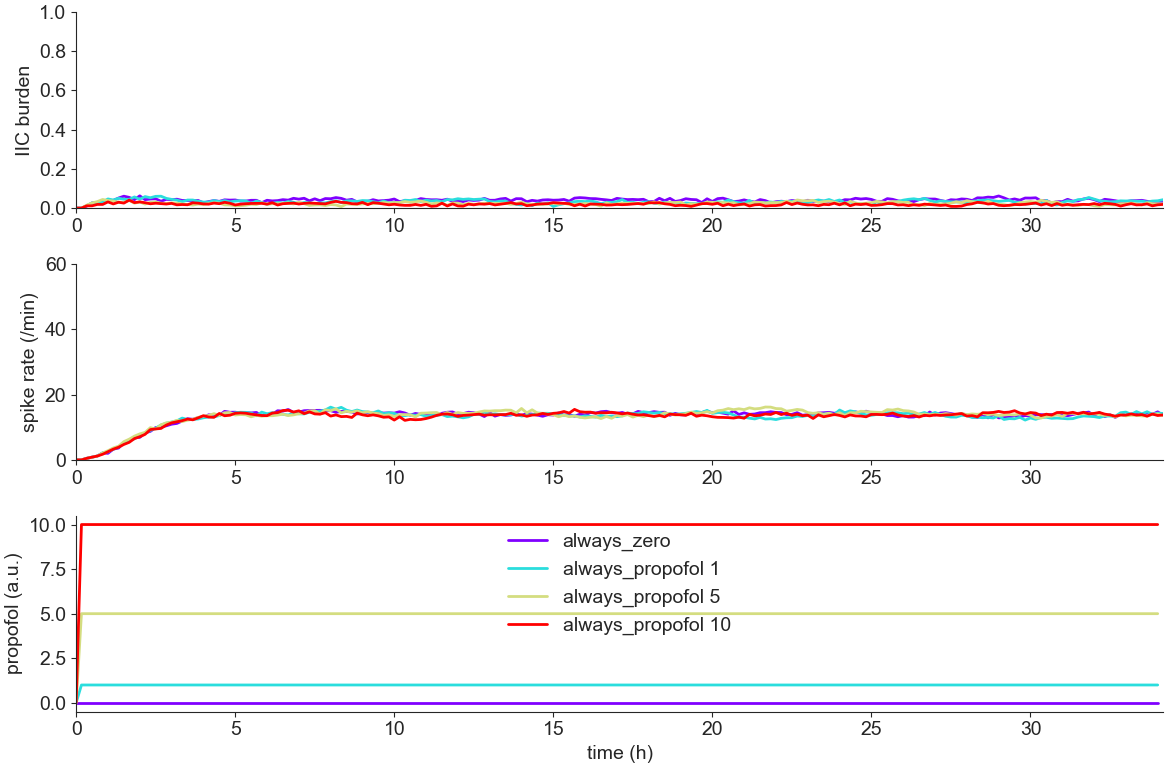 IIC burden
1.0
0.8
0.6
0.4
0.2
0.0
0 5 10 15 20 25 30
spike rate (/min)
60
40
20
0
0 5 10 15 20 25 30
propofol (a.u.)
10.0
7.5
5.0
2.5
0.0
always_zero
always_propofol 1
always_propofol 5
always_propofol 10
0 5 10 15 20 25 30
time (h)